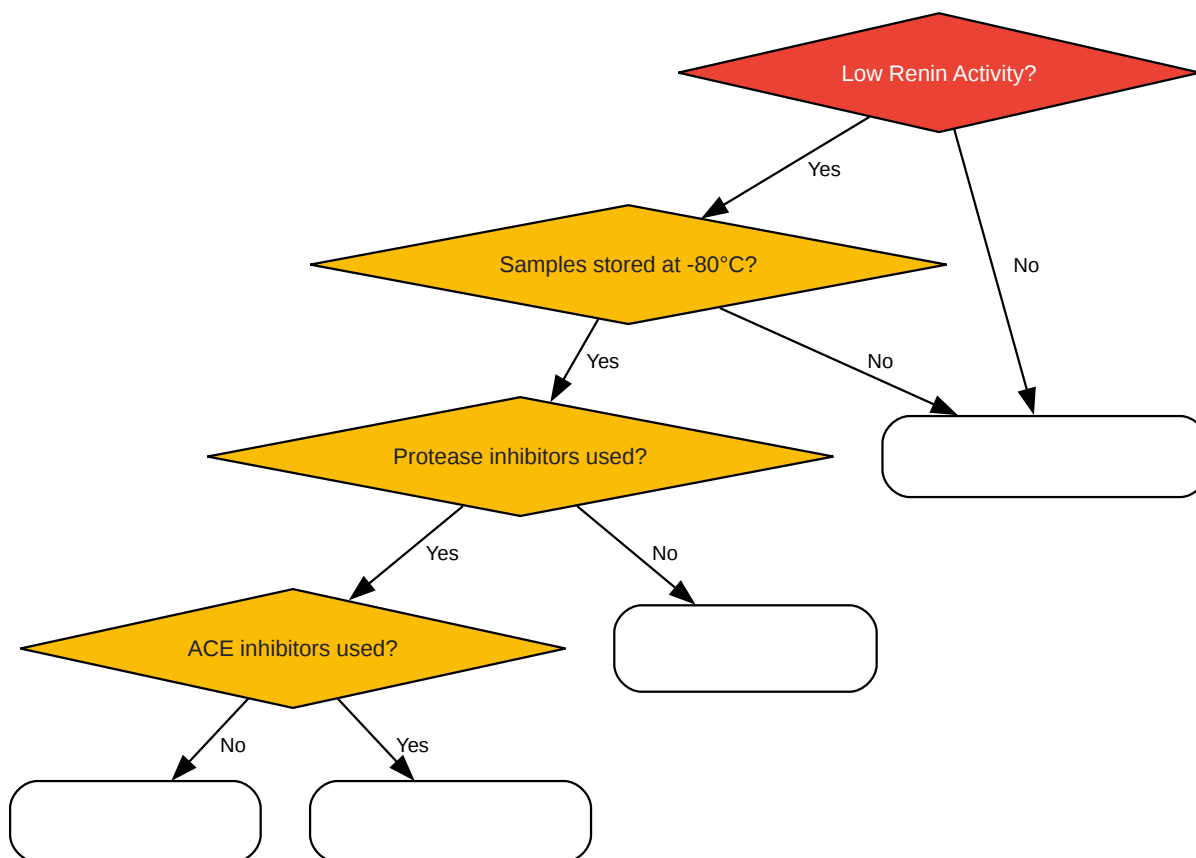 Low Renin Activity?
Yes
Samples stored at -80°C?
No
Yes
No
Protease inhibitors used?
Yes
No
ACE inhibitors used?
No
Yes